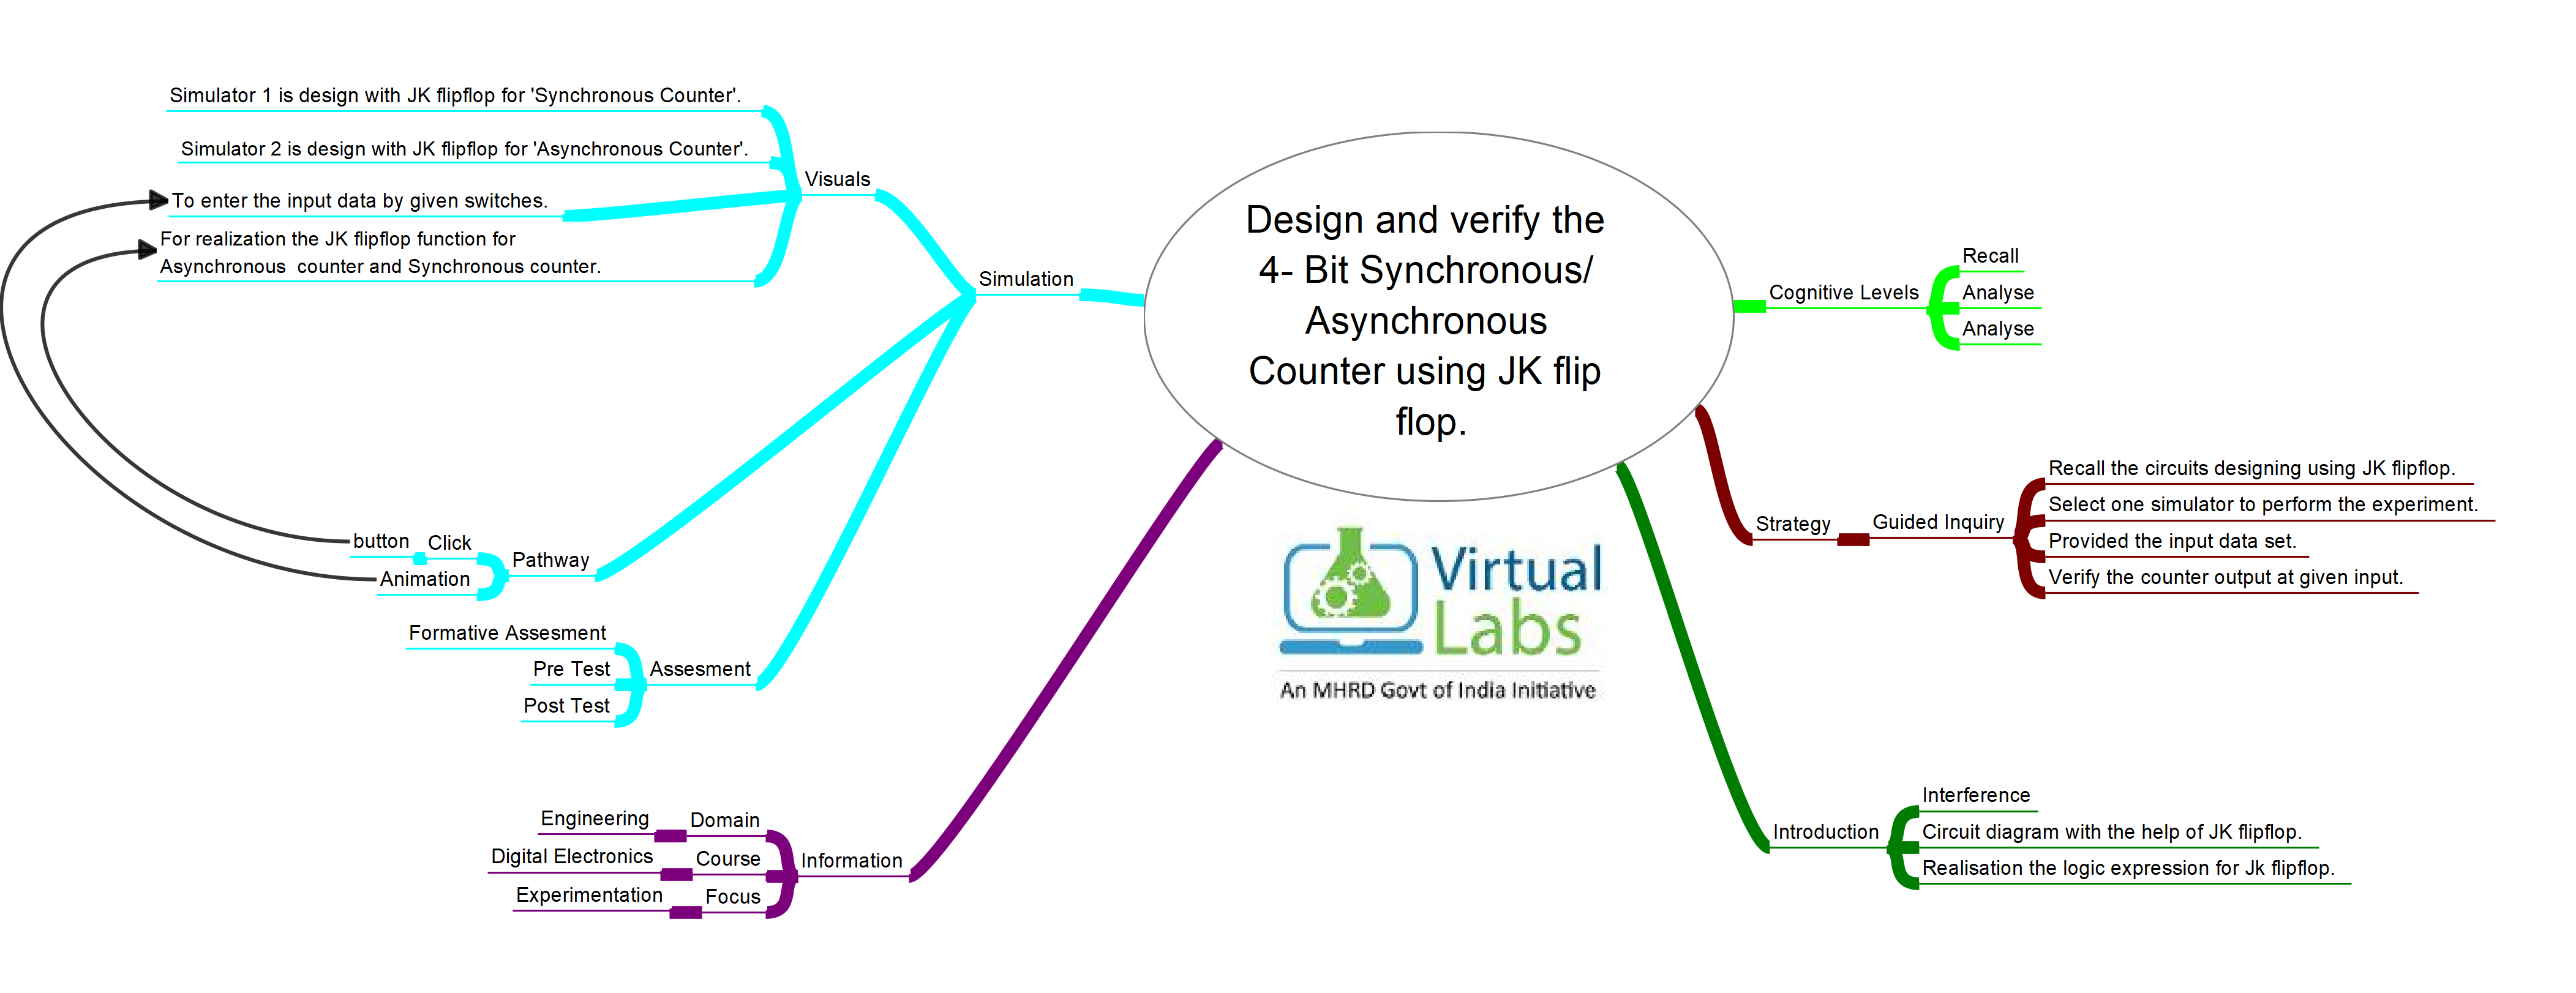 Design and verify the
4- Bit Synchronous/
Asynchronous
Counter using JK flip
flop.
Virtual
Labs
An MHRD Govt of India Initiative
Simulation
Visuals
Simulator 1 is design with JK flipflop for 'Synchronous Counter'.
Simulator 2 is design with JK flipflop for 'Asynchronous Counter'.
To enter the input data by given switches.
For realization the JK flipflop function for
Asynchronous  counter and Synchronous counter.
Pathway
Click
button
Animation
Assesment
Formative Assesment
Pre Test
Post Test
Information
Domain
Engineering
Course
Digital Electronics
Focus
Experimentation
Cognitive Levels
Recall
Analyse
Analyse
Strategy
Guided Inquiry
Recall the circuits designing using JK flipflop.
Select one simulator to perform the experiment.
Provided the input data set.
Verify the counter output at given input.
Introduction
Interference
Circuit diagram with the help of JK flipflop.
Realisation the logic expression for Jk flipflop.